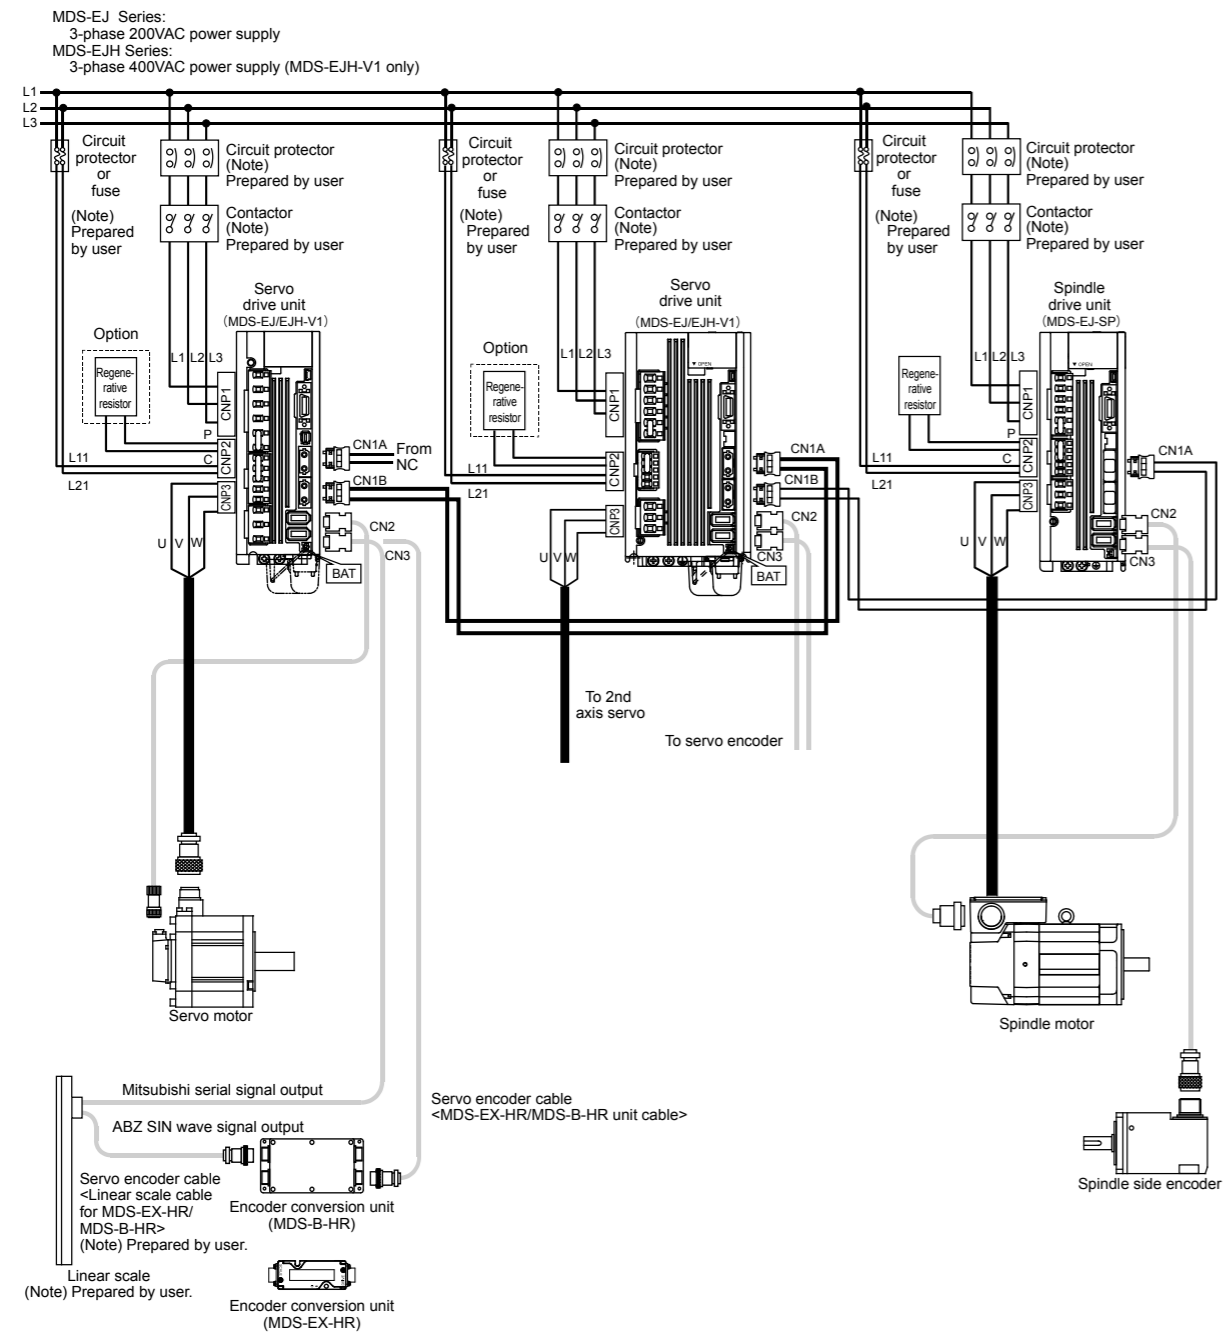 MDS-EJ  Series:
3-phase 200VAC power supply
MDS-EJH Series:
3-phase 400VAC power supply (MDS-EJH-V1 only)
L1
L2
L3
Circuit
protector
or
fuse
(Note)
Prepared
by user
Circuit protector
(Note)
Prepared by user
Contactor
(Note)
Prepared by user
Circuit
protector
or
fuse
(Note)
Prepared
by user
Circuit protector
(Note)
Prepared by user
Contactor
(Note)
Prepared by user
Circuit
protector
or
fuse
(Note)
Prepared
by user
Circuit protector
(Note)
Prepared by user
Contactor
(Note)
Prepared by user
Servo
drive unit
(MDS-EJ/EJH-V1)
Option
Regene-
rative
resistor
L1 L2 L3
CNP1
P
CNP2
C
L11
L21
CNP3
U V W
CN1A
From
NC
CN1B
CN2
CN3
BAT
Servo
drive unit
(MDS-EJ/EJH-V1)
Option
Regene-
rative
resistor
L1 L2 L3
▼ OPEN
CNP1
CNP2
L11
L21
CNP3
U V W
CN1A
CN1B
CN2
CN3
BAT
Spindle
drive unit
(MDS-EJ-SP)
Regene-
rative
resistor
L1 L2 L3
▼ OPEN
CNP1
P
CNP2
C
L11
L21
CNP3
U V W
CN1A
CN2
CN3
To 2nd
axis servo
To servo encoder
Servo motor
Spindle motor
Mitsubishi serial signal output
ABZ SIN wave signal output
Servo encoder cable
<MDS-EX-HR/MDS-B-HR unit cable>
Servo encoder cable
<Linear scale cable
for MDS-EX-HR/
MDS-B-HR>
(Note) Prepared by user.
Encoder conversion unit
(MDS-B-HR)
Spindle side encoder
Linear scale
(Note) Prepared by user.
Encoder conversion unit
(MDS-EX-HR)